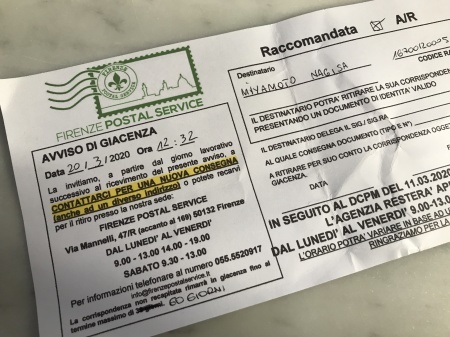 FIRENZE
POSTAL SERVICE
FIRENZE POSTAL SERVICE
AVVISO DI GIACENZA
Data 20/3/2020 Ora 12:32
La invitiamo, a partire dal giorno lavorativo
successivo al ricevimento del presente avviso, a
CONTATTARCI PER UNA NUOVA CONSEGNA
(anche ad un diverso indirizzo) o potete recarvi
per il ritiro presso la nostra sede:
FIRENZE POSTAL SERVICE
Via Mannelli, 47/R (accanto al 169) 50132 Firenze
DAL LUNEDI' AL VENERDI'
9.00 - 13.00 14.00 - 19.00
SABATO 9.30 - 13.00
Per informazioni telefonare al numero 055.5520917
info@firenzepostalservice.it
La corrispondenza non recapitata rimarrà in giacenza fino al
termine massimo di 60 GIORNI
Raccomandata A/R
Destinatario
CODICE RA
MIYAMOTO NAGISA
IL DESTINATARIO POTRA' RITIRARE LA SUA CORRISPONDEN
PRESENTANDO UN DOCUMENTO DI IDENTITA VALIDO
IL DESTINATARIO DELEGA IL SIG./SIG.RA
AL QUALE CONSEGNA DOCUMENTO (TIPO E N°)
A RITIRARE PER SUO CONTO LA CORRISPONDENZA OGGE
GIACENZA.
IN SEGUITO AL DCPM DEL 11.03.202
L'AGENZIA RESTERA' AP
DAL LUNEDI' AL VENERDI' 9.00-13.0
L'ORARIO POTRA' VARIARE IN BASE AD U
RINGRAZIAMO PER LA